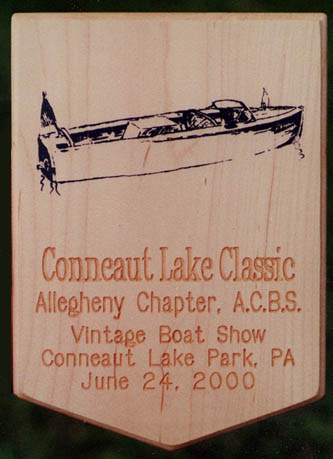 Conneaut Lake Classic
Allegheny Chapter, A.C.B.S.
Vintage Boat Show
Conneaut Lake Park, PA
June 24, 2000